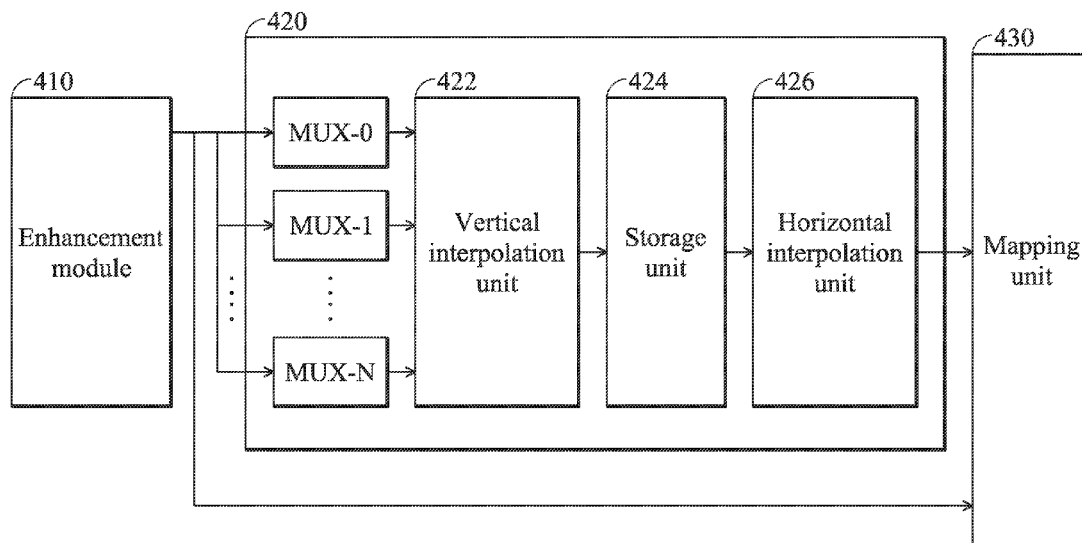 420
430
410
422
424
426
MUX-0
MUX-1
MUX-N
Enhancement
module
Vertical
interpolation
unit
Storage
unit
Horizontal
interpolation
unit
Mapping
unit